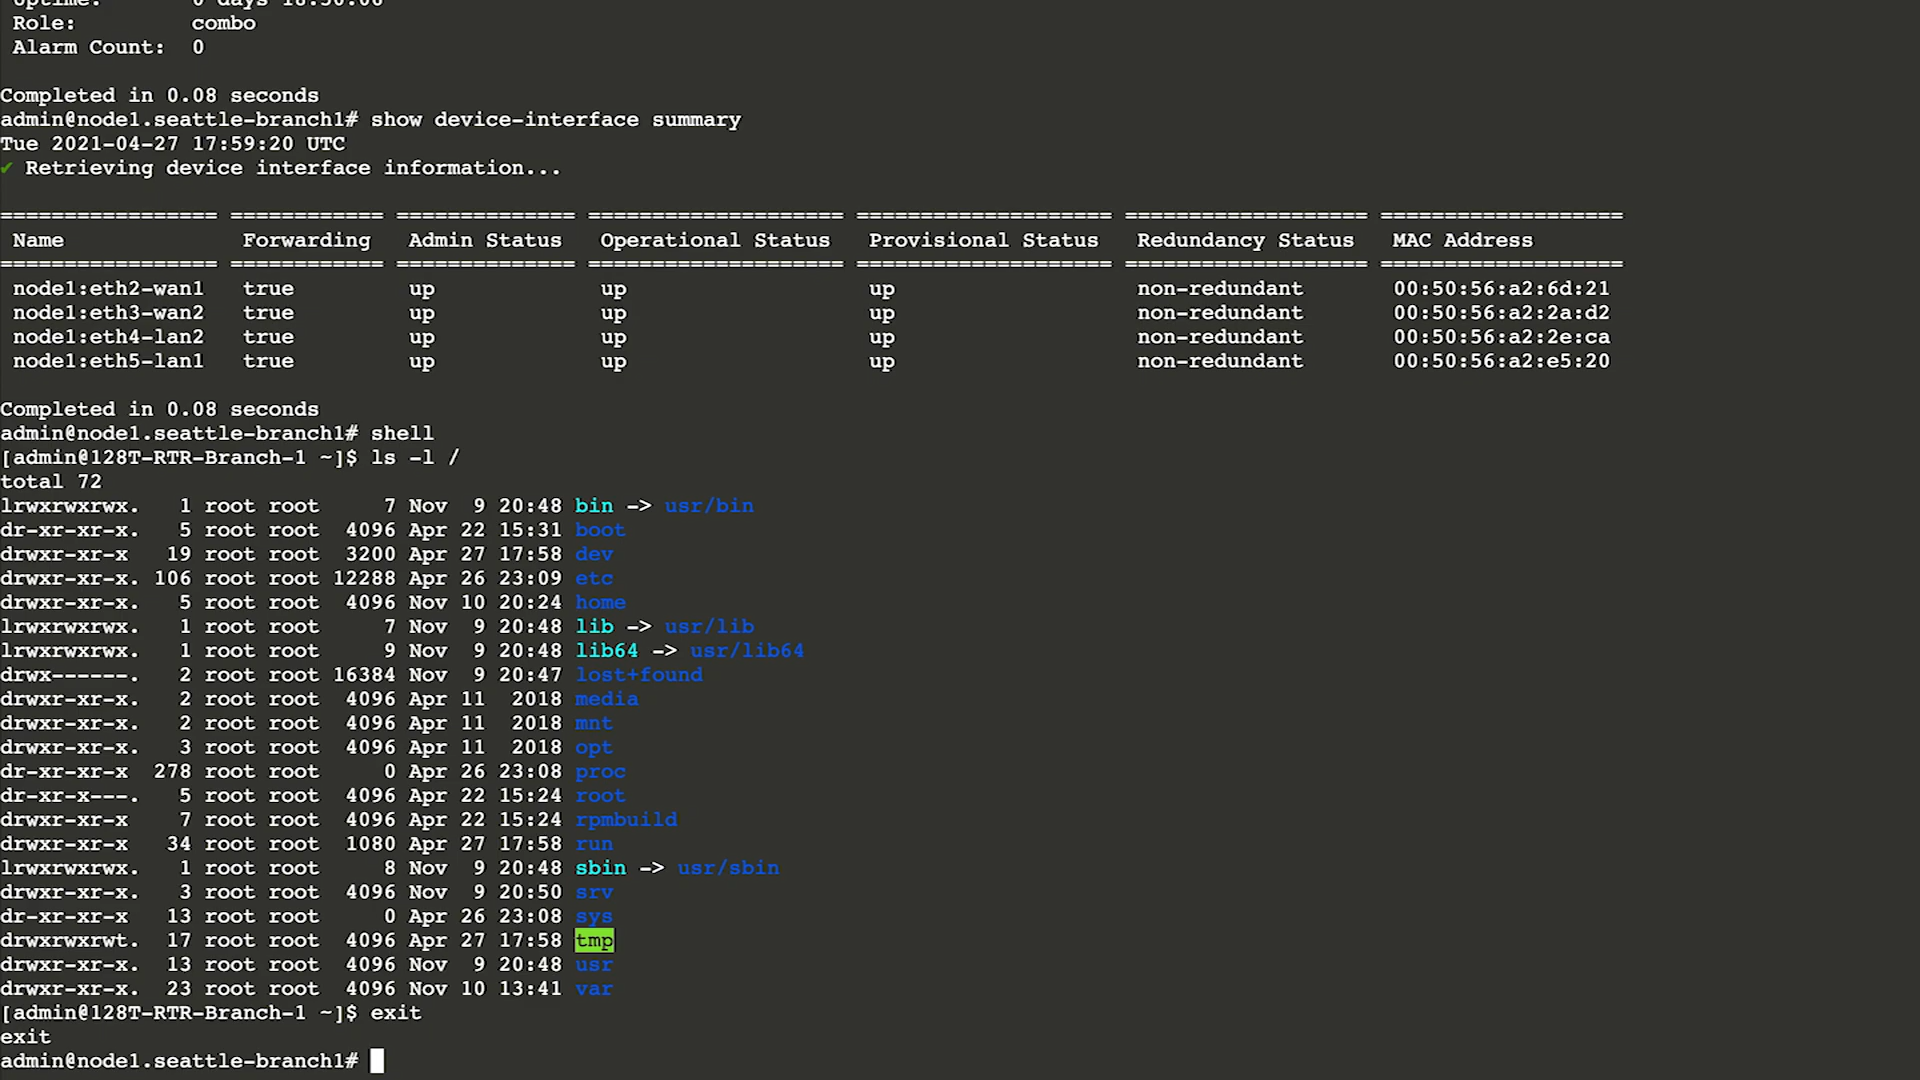 Uptime: 0 days 18:50:06
Role: combo
Alarm Count: 0
Completed in 0.08 seconds
admin@node1.seattle-branch1# show device-interface summary
Tue 2021-04-27 17:59:20 UTC
✔ Retrieving device interface information...
================= ============ ============== ==================== ==================== =================== ===================
Name Forwarding Admin Status Operational Status Provisional Status Redundancy Status MAC Address
================= ============ ============== ==================== ==================== =================== ===================
node1:eth2-wan1 true up up up non-redundant 00:50:56:a2:6d:21
node1:eth3-wan2 true up up up non-redundant 00:50:56:a2:2a:d2
node1:eth4-lan2 true up up up non-redundant 00:50:56:a2:2e:ca
node1:eth5-lan1 true up up up non-redundant 00:50:56:a2:e5:20
Completed in 0.08 seconds
admin@node1.seattle-branch1# shell
[admin@128T-RTR-Branch-1 ~]$ ls -l /
total 72
lrwxrwxrwx. 1 root root 7 Nov 9 20:48 bin -> usr/bin
dr-xr-xr-x. 5 root root 4096 Apr 22 15:31 boot
drwxr-xr-x 19 root root 3200 Apr 27 17:58 dev
drwxr-xr-x. 106 root root 12288 Apr 26 23:09 etc
drwxr-xr-x. 5 root root 4096 Nov 10 20:24 home
lrwxrwxrwx. 1 root root 7 Nov 9 20:48 lib -> usr/lib
lrwxrwxrwx. 1 root root 9 Nov 9 20:48 lib64 -> usr/lib64
drwx------. 2 root root 16384 Nov 9 20:47 lost+found
drwxr-xr-x. 2 root root 4096 Apr 11 2018 media
drwxr-xr-x. 2 root root 4096 Apr 11 2018 mnt
drwxr-xr-x. 3 root root 4096 Apr 11 2018 opt
dr-xr-xr-x 278 root root 0 Apr 26 23:08 proc
dr-xr-x---. 5 root root 4096 Apr 22 15:24 root
drwxr-xr-x 7 root root 4096 Apr 22 15:24 rpmbuild
drwxr-xr-x 34 root root 1080 Apr 27 17:58 run
lrwxrwxrwx. 1 root root 8 Nov 9 20:48 sbin -> usr/sbin
drwxr-xr-x. 3 root root 4096 Nov 9 20:50 srv
dr-xr-xr-x 13 root root 0 Apr 26 23:08 sys
drwxrwxrwt. 17 root root 4096 Apr 27 17:58 tmp
drwxr-xr-x. 13 root root 4096 Nov 9 20:48 usr
drwxr-xr-x. 23 root root 4096 Nov 10 13:41 var
[admin@128T-RTR-Branch-1 ~]$ exit
exit
admin@node1.seattle-branch1#